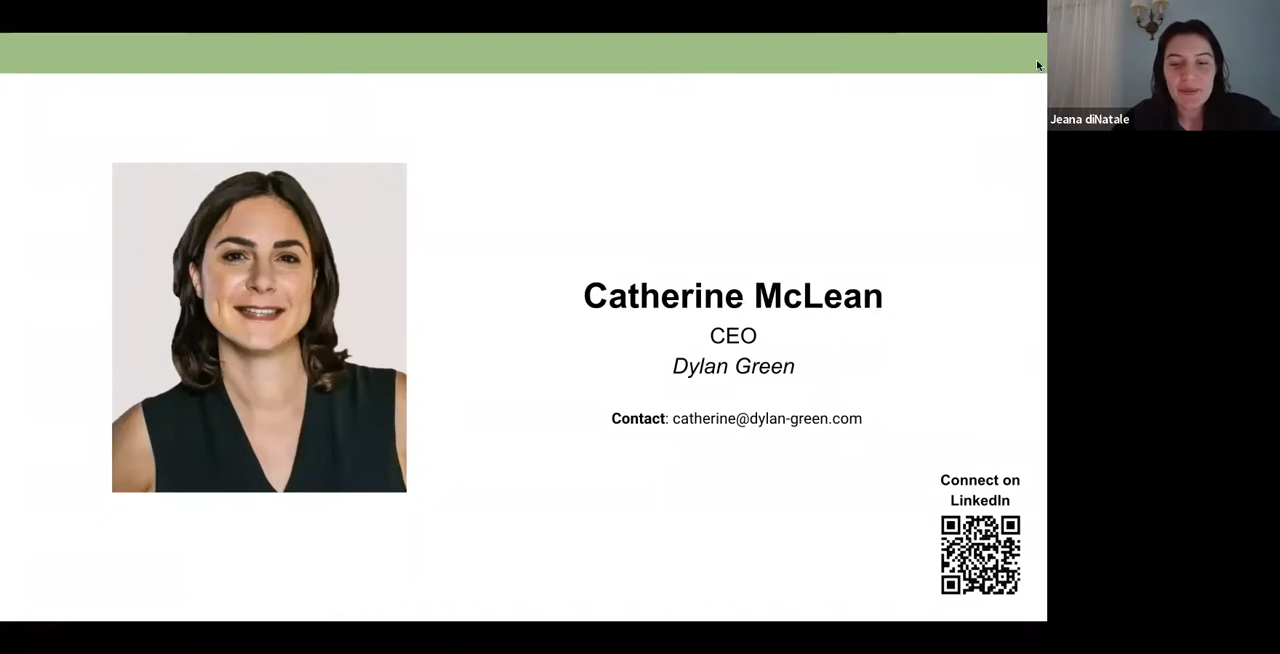 Jeana diNatale
Catherine McLean
CEO
Dylan Green
Contact: catherine@dylan-green.com
Connect on
LinkedIn